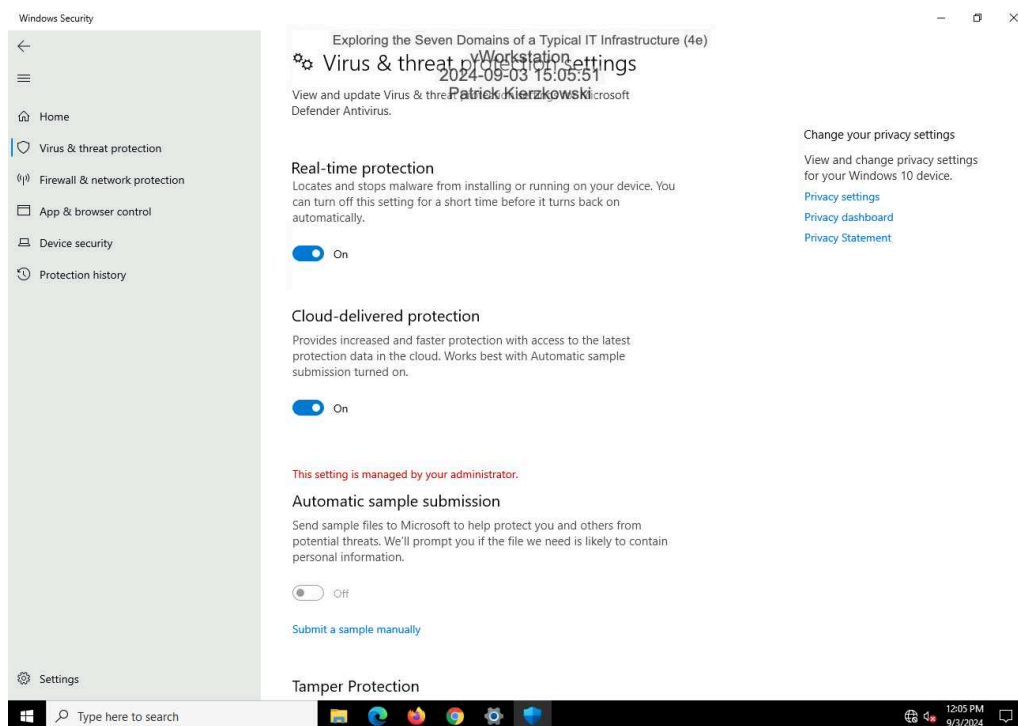 Windows Security
Exploring the Seven Domains of a Typical IT Infrastructure (4e)
vWorkstation
2024-09-03 15:05:51
Patrick Kierzkowski
Home
Virus & threat protection
Firewall & network protection
App & browser control
Device security
Protection history
Settings
Virus & threat protection settings
View and update Virus & threat protection settings for Microsoft
Defender Antivirus.
Real-time protection
Locates and stops malware from installing or running on your device. You
can turn off this setting for a short time before it turns back on
automatically.
On
Cloud-delivered protection
Provides increased and faster protection with access to the latest
protection data in the cloud. Works best with Automatic sample
submission turned on.
On
This setting is managed by your administrator.
Automatic sample submission
Send sample files to Microsoft to help protect you and others from
potential threats. We'll prompt you if the file we need is likely to contain
personal information.
Off
Submit a sample manually
Tamper Protection
Change your privacy settings
View and change privacy settings
for your Windows 10 device.
Privacy settings
Privacy dashboard
Privacy Statement
Type here to search
12:05 PM
9/3/2024